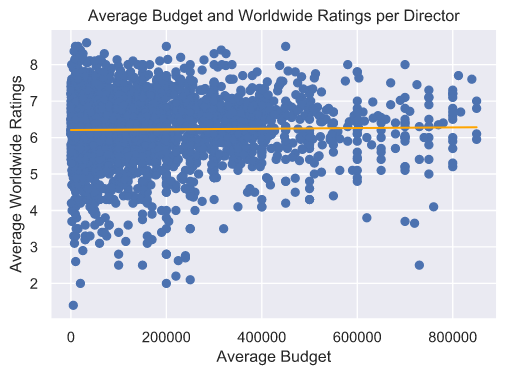 Average Budget and Worldwide Ratings per Director
Average Worldwide Ratings
8
7
6
5
4
3
2
0 200000 400000 600000 800000
Average Budget